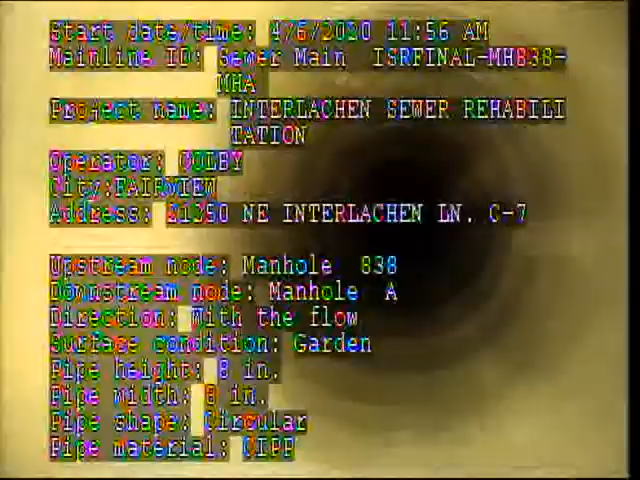 Start date/time: 4/6/2020 11:56 AM
Mainline ID: Sewer Main ISRFINAL-MH838-
MHA
Project name: INTERLACHEN SEWER REHABILI
TATION
Operator: COLBY
City:FAIRVIEW
Address: 21250 NE INTERLACHEN LN. C-7
Upstream node: Manhole 838
Downstream node: Manhole A
Direction: With the flow
Surface condition: Garden
Pipe height: 8 in.
Pipe width: 8 in.
Pipe shape: Circular
Pipe material: CIPP